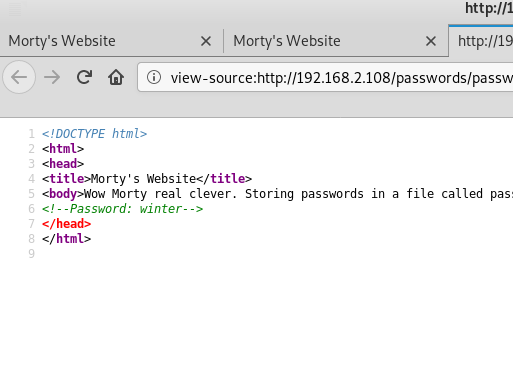 http://1
Morty's Website
Morty's Website
http://19
view-source:http://192.168.2.108/passwords/passw
1 <!DOCTYPE html>
2 <html>
3 <head>
4 <title>Morty's Website</title>
5 <body>Wow Morty real clever. Storing passwords in a file called pass
6 <!--Password: winter-->
7 </head>
8 </html>
9